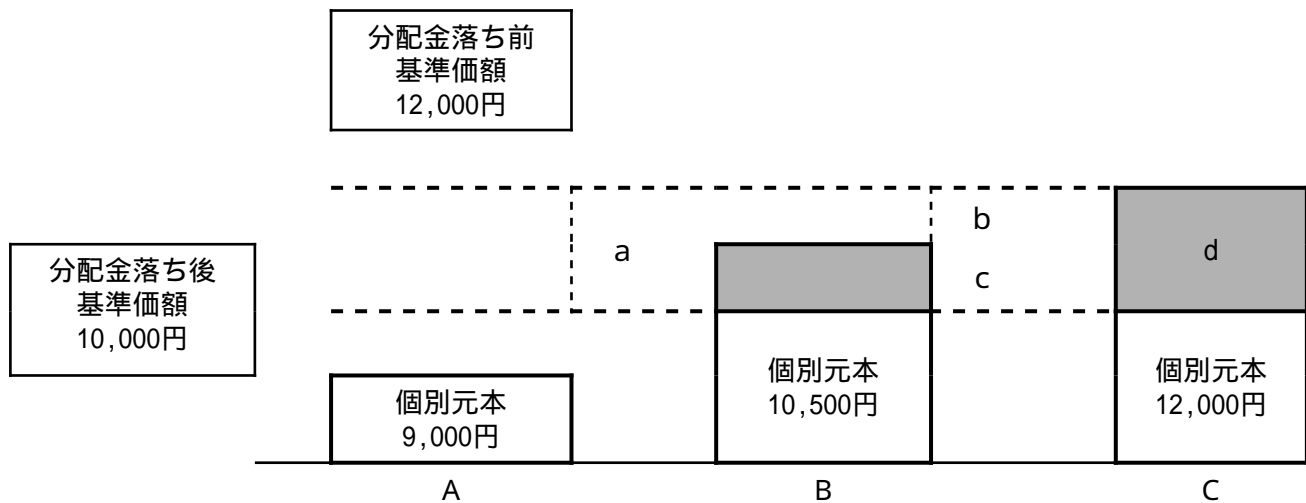 分配金落ち前
基準価額
12,000円
分配金落ち後
基準価額
10,000円
a
b
c
d
個別元本
9,000円
個別元本
10,500円
個別元本
12,000円
A
B
C